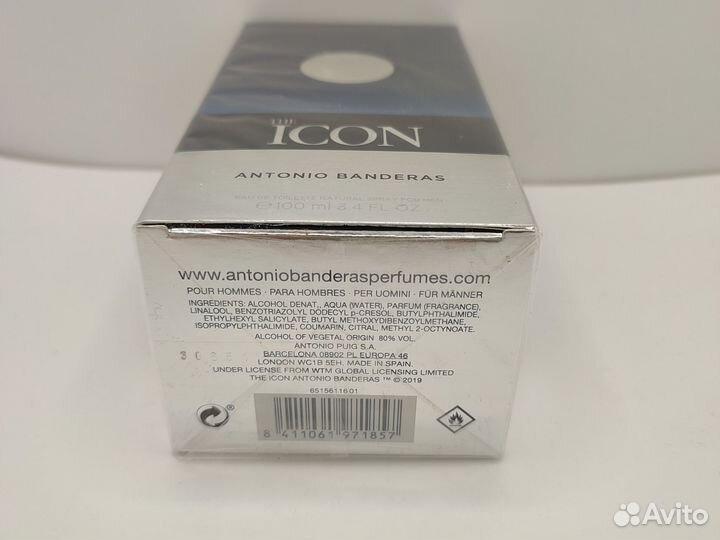 THE
ICON
ANTONIO BANDERAS
EAU DE TOILETTE NATURAL SPRAY FOR MEN
℮100 ml 3.4 FL.OZ
www.antoniobanderasperfumes.com
POUR HOMMES · PARA HOMBRES · PER UOMINI · FÜR MÄNNER
INGREDIENTS: ALCOHOL DENAT., AQUA (WATER), PARFUM (FRAGRANCE),
LINALOOL, BENZOTRIAZOLYL DODECYL p-CRESOL, BUTYLPHTHALIMIDE,
ETHYLHEXYL SALICYLATE, BUTYL METHOXYDIBENZOYLMETHANE,
ISOPROPYLPHTHALIMIDE, COUMARIN, CITRAL, METHYL 2-OCTYNOATE.
ALCOHOL OF VEGETAL ORIGIN 80% VOL.
ANTONIO PUIG S.A.
BARCELONA 08902 PL EUROPA 46
LONDON WC1B 5EH. MADE IN SPAIN.
UNDER LICENSE FROM WTM GLOBAL LICENSING LIMITED
THE ICON ANTONIO BANDERAS ™ © 2019
6515611601
8 411061 971857
Avito